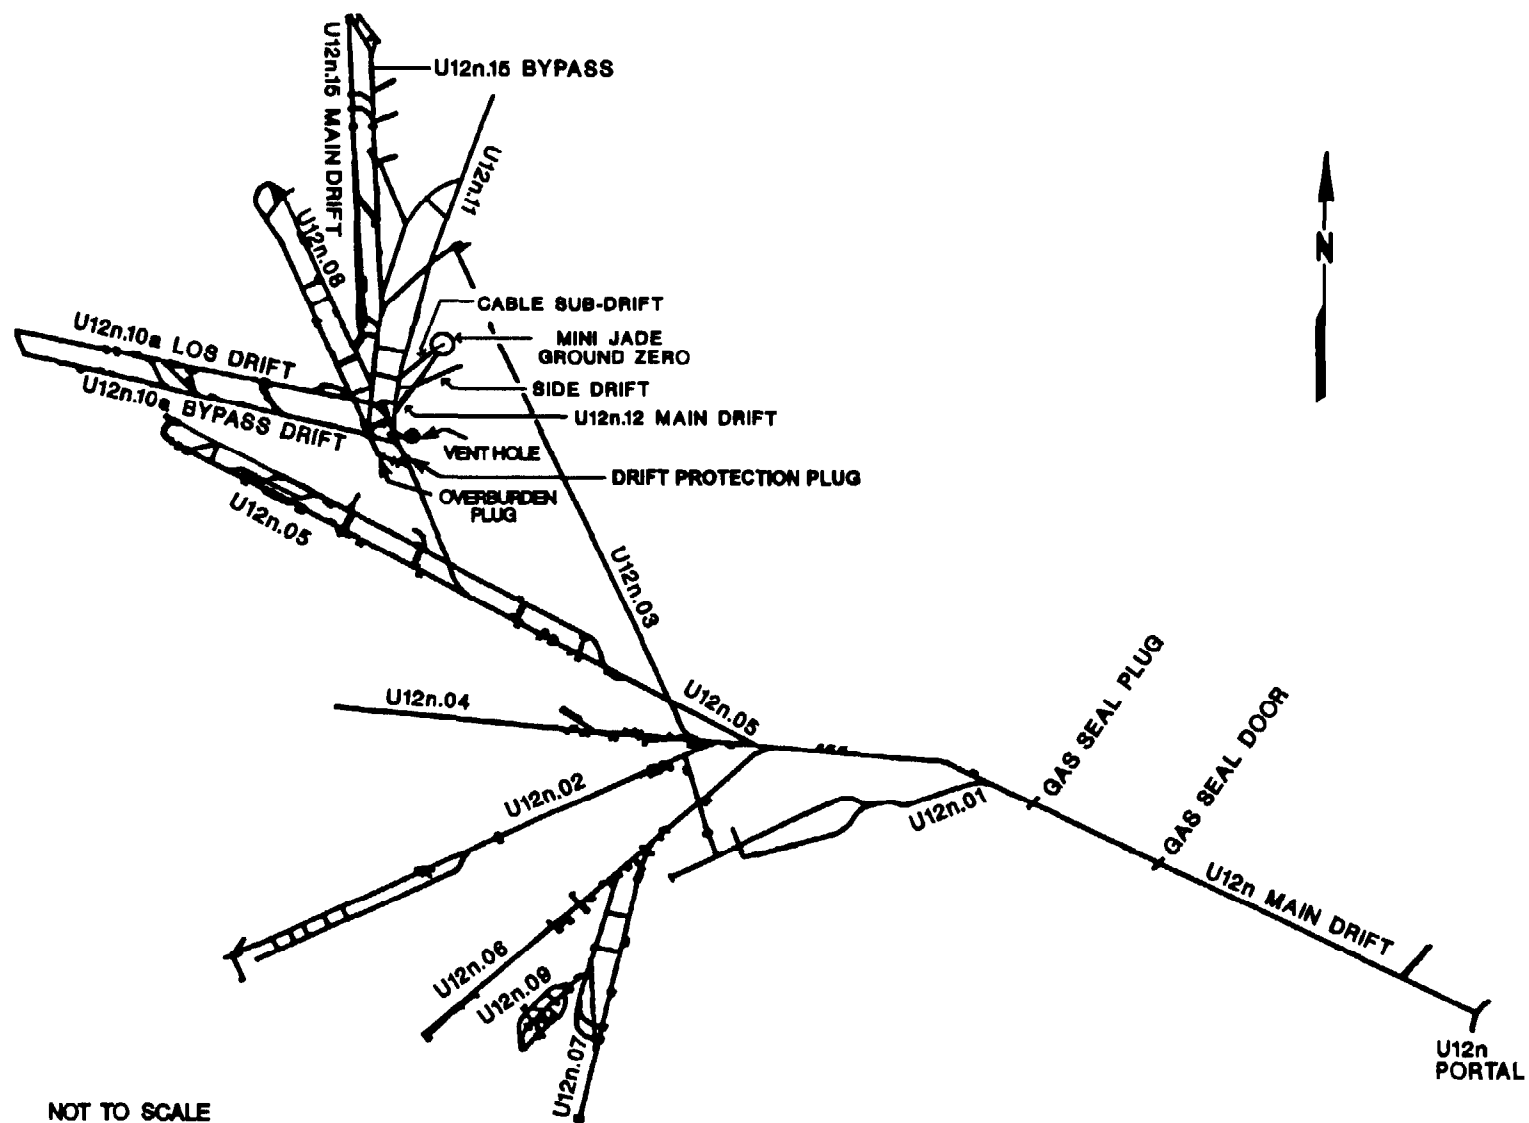 U12n.15 BYPASS
U12n.15 MAIN DRIFT
U12n.11
U12n.08
N
CABLE SUB-DRIFT
MINI JADE
GROUND ZERO
U12n.10a LOS DRIFT
SIDE DRIFT
U12n.10a BYPASS DRIFT
U12n.12 MAIN DRIFT
VENT HOLE
DRIFT PROTECTION PLUG
OVERBURDEN
PLUG
U12n.05
U12n.03
U12n.05
U12n.04
GAS SEAL PLUG
GAS SEAL DOOR
U12n.02
U12n.01
U12n MAIN DRIFT
U12n.06
U12n.09
U12n.07
U12n
PORTAL
NOT TO SCALE